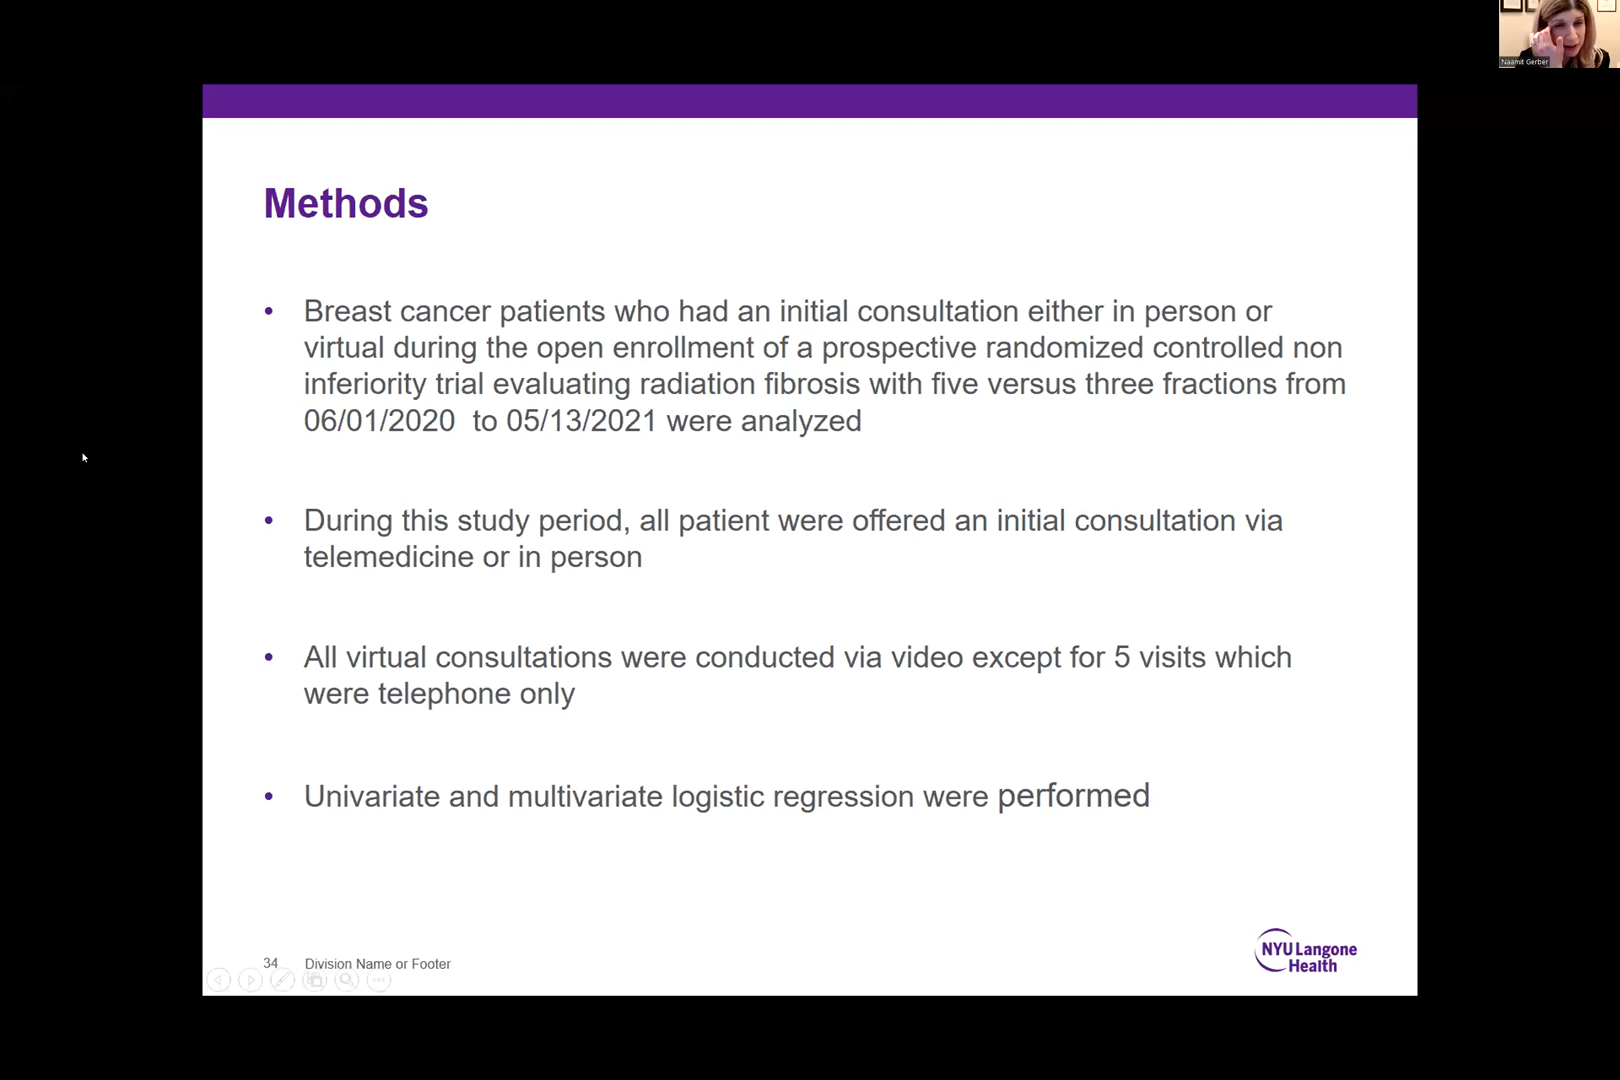 Naamit Gerber
Methods
• Breast cancer patients who had an initial consultation either in person or
virtual during the open enrollment of a prospective randomized controlled non
inferiority trial evaluating radiation fibrosis with five versus three fractions from
06/01/2020  to 05/13/2021 were analyzed
• During this study period, all patient were offered an initial consultation via
telemedicine or in person
• All virtual consultations were conducted via video except for 5 visits which
were telephone only
• Univariate and multivariate logistic regression were performed
34 Division Name or Footer
NYU Langone
Health